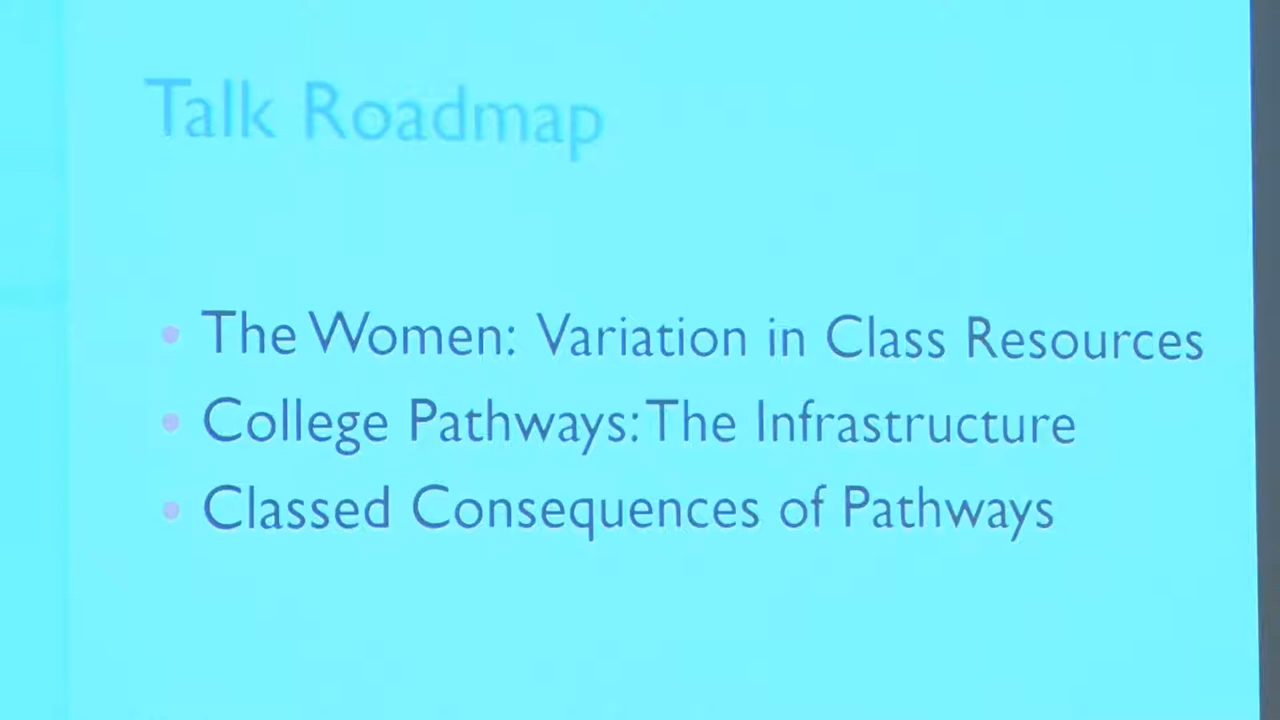 Talk Roadmap
• The Women: Variation in Class Resources
• College Pathways: The Infrastructure
• Classed Consequences of Pathways